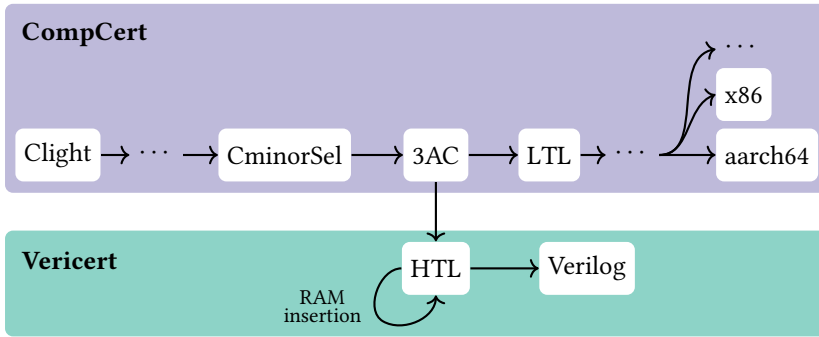 CompCert
...
x86
Clight
...
CminorSel
3AC
LTL
...
aarch64
Vericert
HTL
Verilog
RAM
insertion